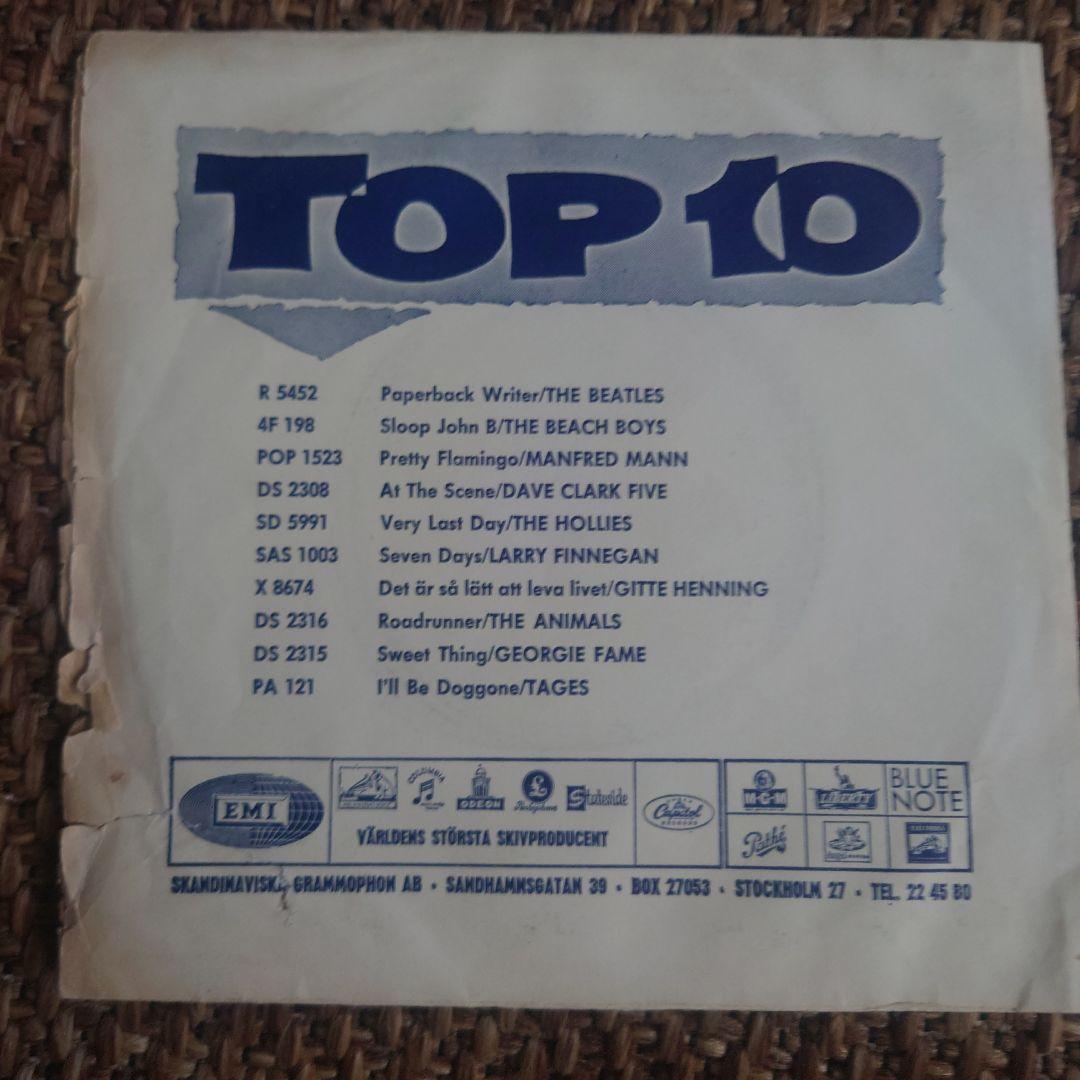 TOP 10
R 5452 Paperback Writer/THE BEATLES
4F 198 Sloop John B/THE BEACH BOYS
POP 1523 Pretty Flamingo/MANFRED MANN
DS 2308 At The Scene/DAVE CLARK FIVE
SD 5991 Very Last Day/THE HOLLIES
SAS 1003 Seven Days/LARRY FINNEGAN
X 8674 Det är så lätt att leva livet/GITTE HENNING
DS 2316 Roadrunner/THE ANIMALS
DS 2315 Sweet Thing/GEORGIE FAME
PA 121 I'll Be Doggone/TAGES
EMI
COLUMBIA ODEON Parlophone Stateside
VÄRLDENS STÖRSTA SKIVPRODUCENT
Capitol
RECORDS
M-G-M LIBERTY BLUE NOTE
Pathé
SKANDINAVISKA GRAMMOPHON AB · SANDHAMNSGATAN 39 · BOX 27053 · STOCKHOLM 27 · TEL. 22 45 80